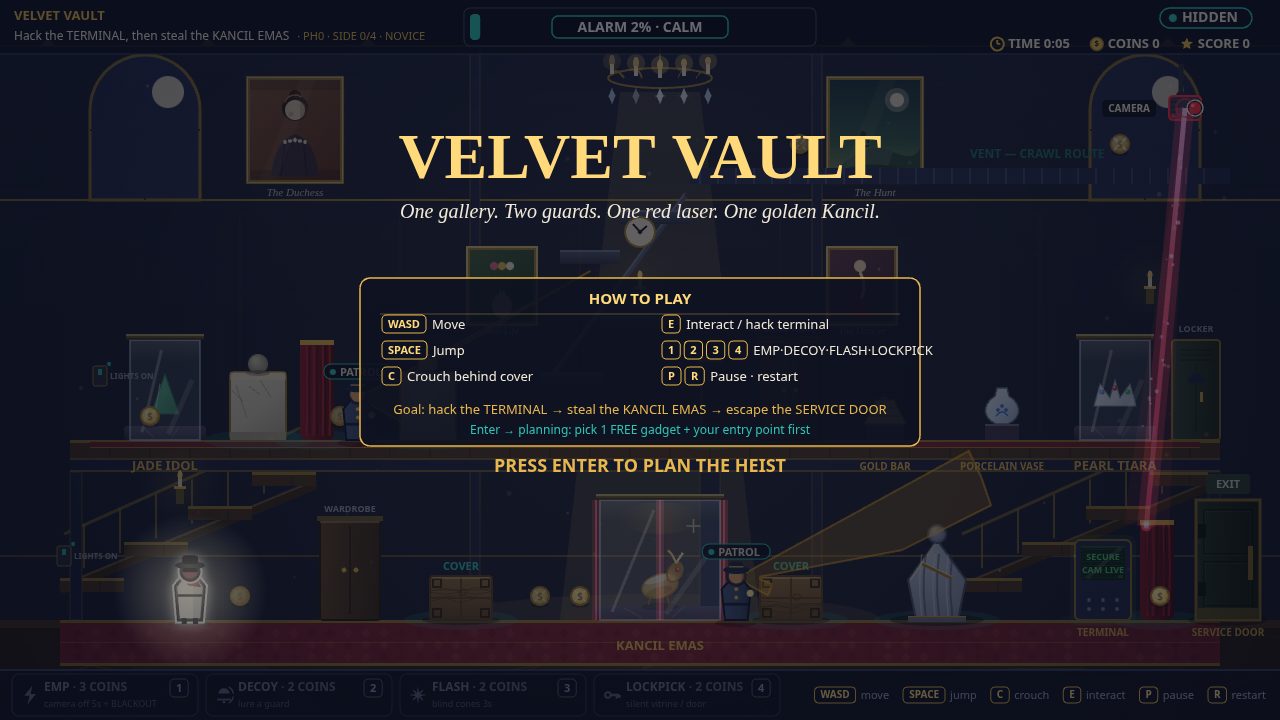 VELVET VAULT
Hack the TERMINAL, then steal the KANCIL EMAS · PH0 · SIDE 0/4 · NOVICE
ALARM 2% · CALM
HIDDEN
TIME 0:05 COINS 0 SCORE 0
CAMERA
VENT — CRAWL ROUTE
The Duchess
The Hunt
VELVET VAULT
One gallery. Two guards. One red laser. One golden Kancil.
HOW TO PLAY
WASD Move
SPACE Jump
C Crouch behind cover
E Interact / hack terminal
1 2 3 4 EMP·DECOY·FLASH·LOCKPICK
P R Pause · restart
Goal: hack the TERMINAL → steal the KANCIL EMAS → escape the SERVICE DOOR
Enter → planning: pick 1 FREE gadget + your entry point first
PRESS ENTER TO PLAN THE HEIST
LIGHTS ON
LOCKER
JADE IDOL
GOLD BAR
PORCELAIN VASE
PEARL TIARA
EXIT
WARDROBE
LIGHTS ON
COVER
PATROL
COVER
SECURE
CAM LIVE
TERMINAL
SERVICE DOOR
KANCIL EMAS
EMP · 3 COINS 1
camera off 5s + BLACKOUT
DECOY · 2 COINS 2
lure a guard
FLASH · 2 COINS 3
blind cones 3s
LOCKPICK · 2 COINS 4
silent vitrine / door
WASD move SPACE jump C crouch E interact P pause R restart